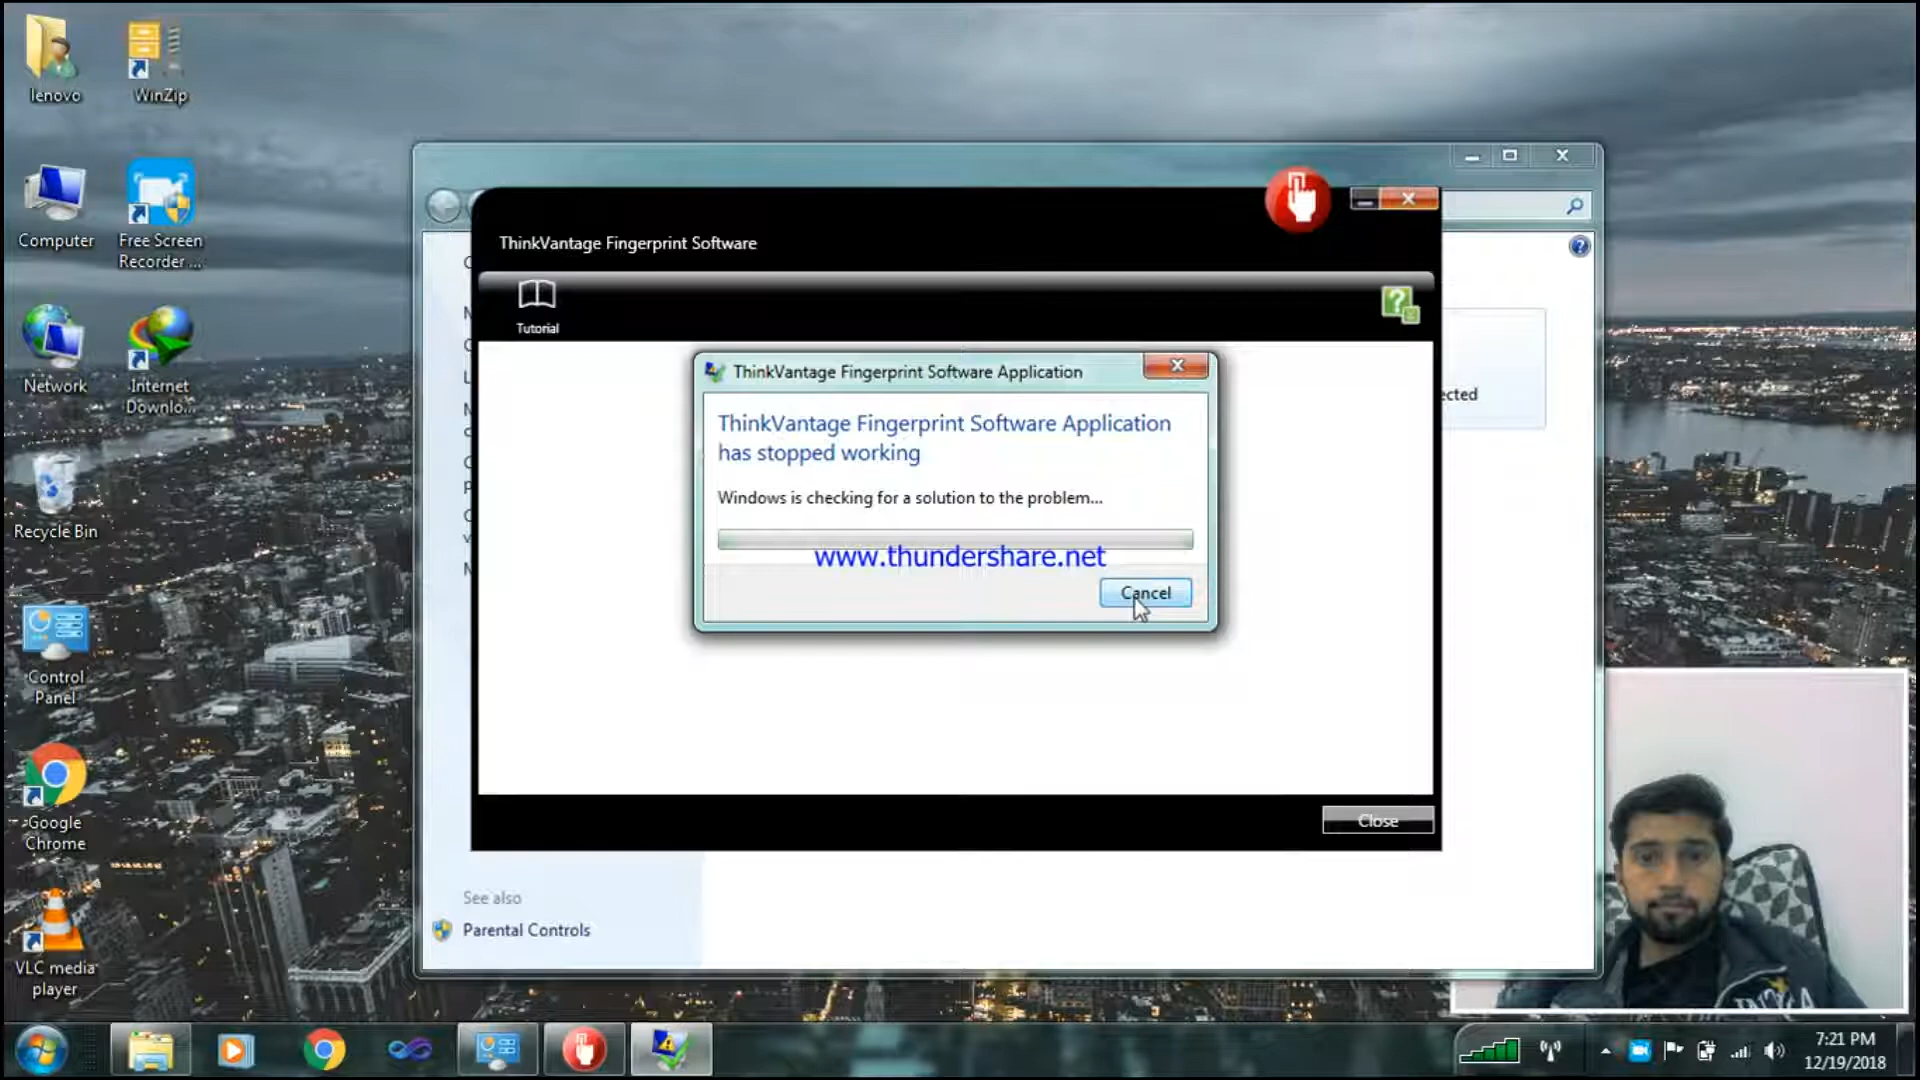 lenovo
WinZip
Computer
Free Screen
Recorder ...
Network
Internet
Downlo...
Recycle Bin
Control
Panel
Google
Chrome
VLC media
player
ThinkVantage Fingerprint Software
Tutorial
ThinkVantage Fingerprint Software Application
ThinkVantage Fingerprint Software Application
has stopped working
Windows is checking for a solution to the problem...
www.thundershare.net
Cancel
ected
Close
See also
Parental Controls
7:21 PM
12/19/2018